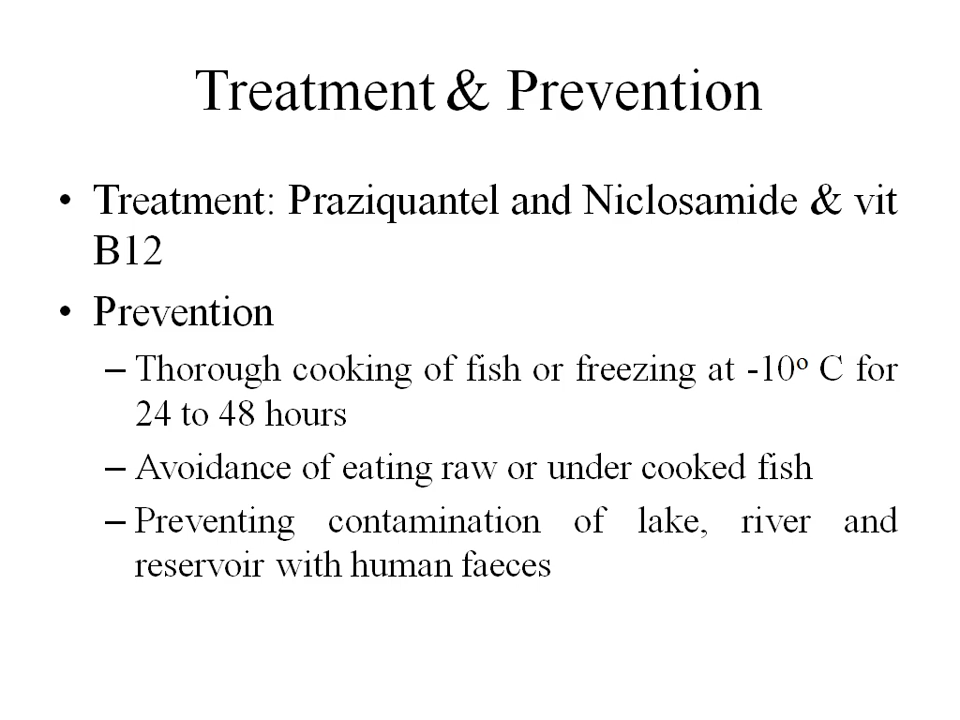 Treatment & Prevention
• Treatment: Praziquantel and Niclosamide & vit
B12
• Prevention
– Thorough cooking of fish or freezing at -10º C for
24 to 48 hours
– Avoidance of eating raw or under cooked fish
– Preventing contamination of lake, river and
reservoir with human faeces